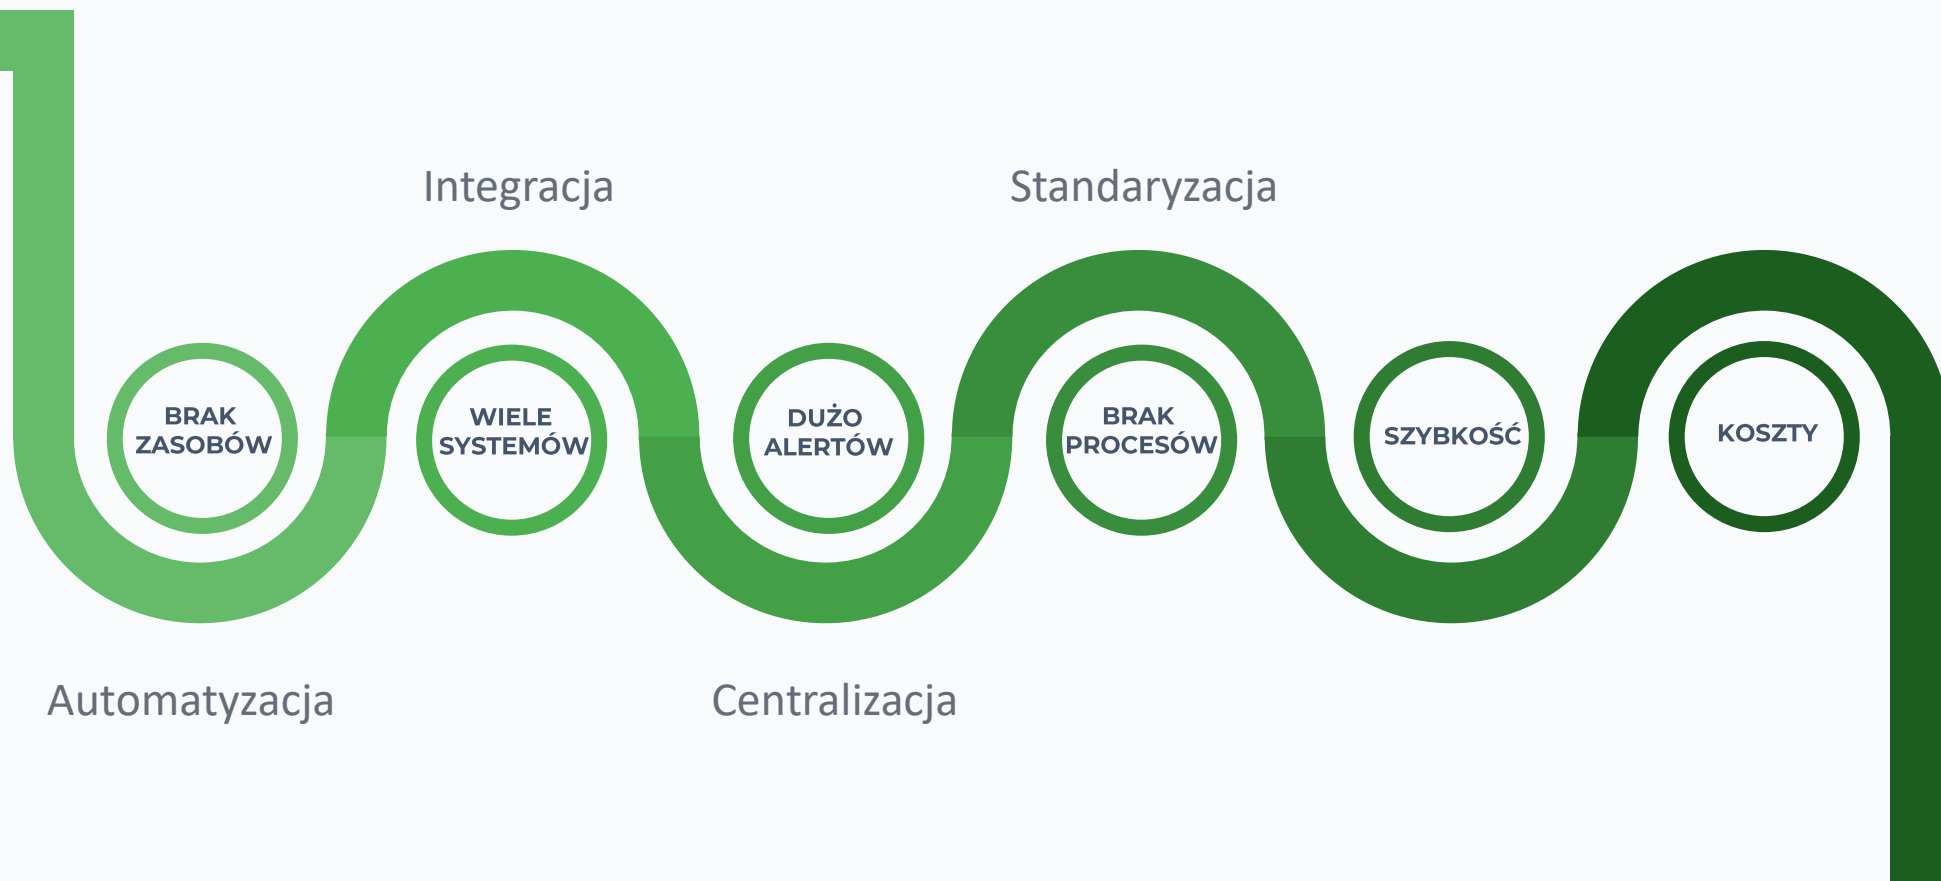 Integracja
Standaryzacja
BRAK
ZASOBÓW
WIELE
SYSTEMÓW
DUŻO
ALERTÓW
BRAK
PROCESÓW
SZYBKOŚĆ
KOSZTY
Automatyzacja
Centralizacja